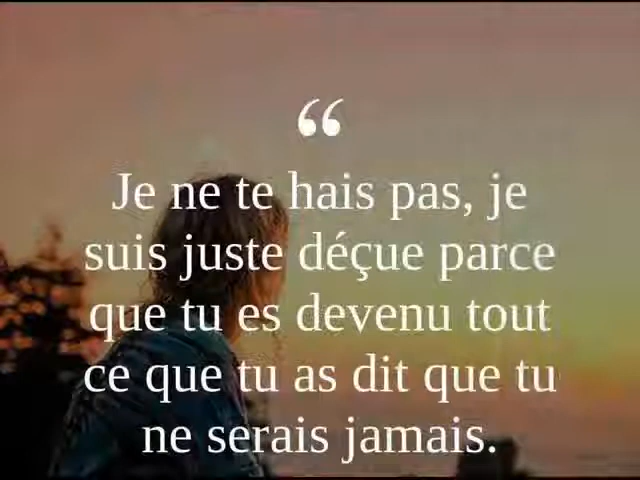 “
Je ne te hais pas, je
suis juste déçue parce
que tu es devenu tout
ce que tu as dit que tu
ne serais jamais.